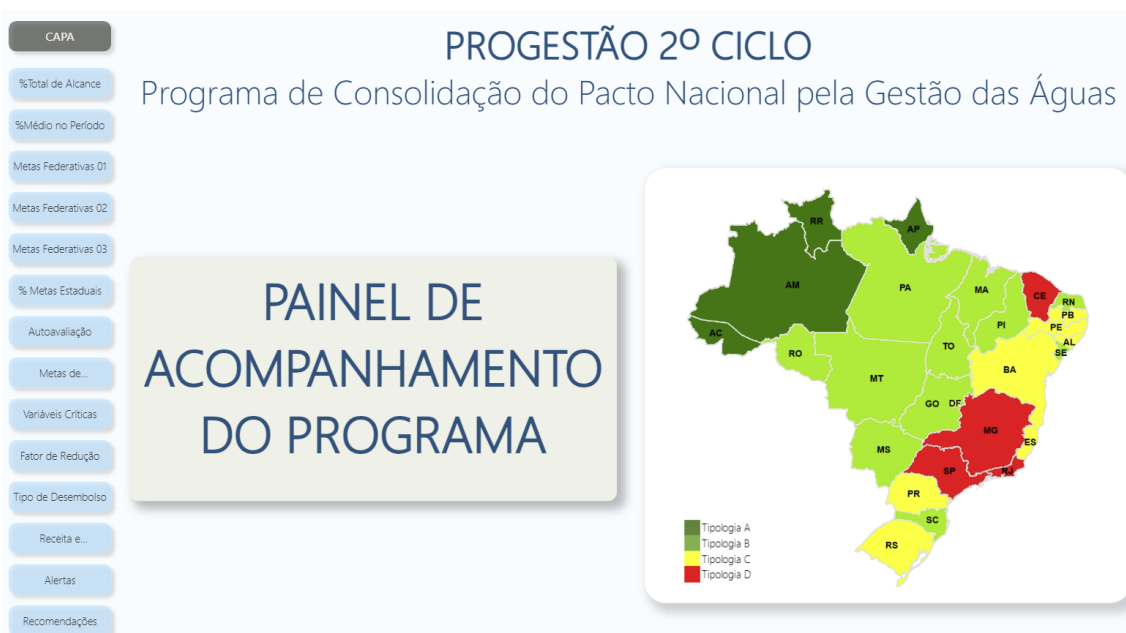 CAPA
%Total de Alcance
%Médio no Período
Metas Federativas 01
Metas Federativas 02
Metas Federativas 03
% Metas Estaduais
Autoavaliação
Metas de...
Variáveis Críticas
Fator de Redução
Tipo de Desembolso
Receita e...
Alertas
Recomendações
PROGESTÃO 2º CICLO
Programa de Consolidação do Pacto Nacional pela Gestão das Águas
PAINEL DE
ACOMPANHAMENTO
DO PROGRAMA
RR
AP
AM
PA
MA
CE
RN
PB
PE
PI
AL
SE
AC
RO
TO
BA
MT
GO
DF
MG
ES
MS
SP
RJ
PR
SC
RS
Tipologia A
Tipologia B
Tipologia C
Tipologia D